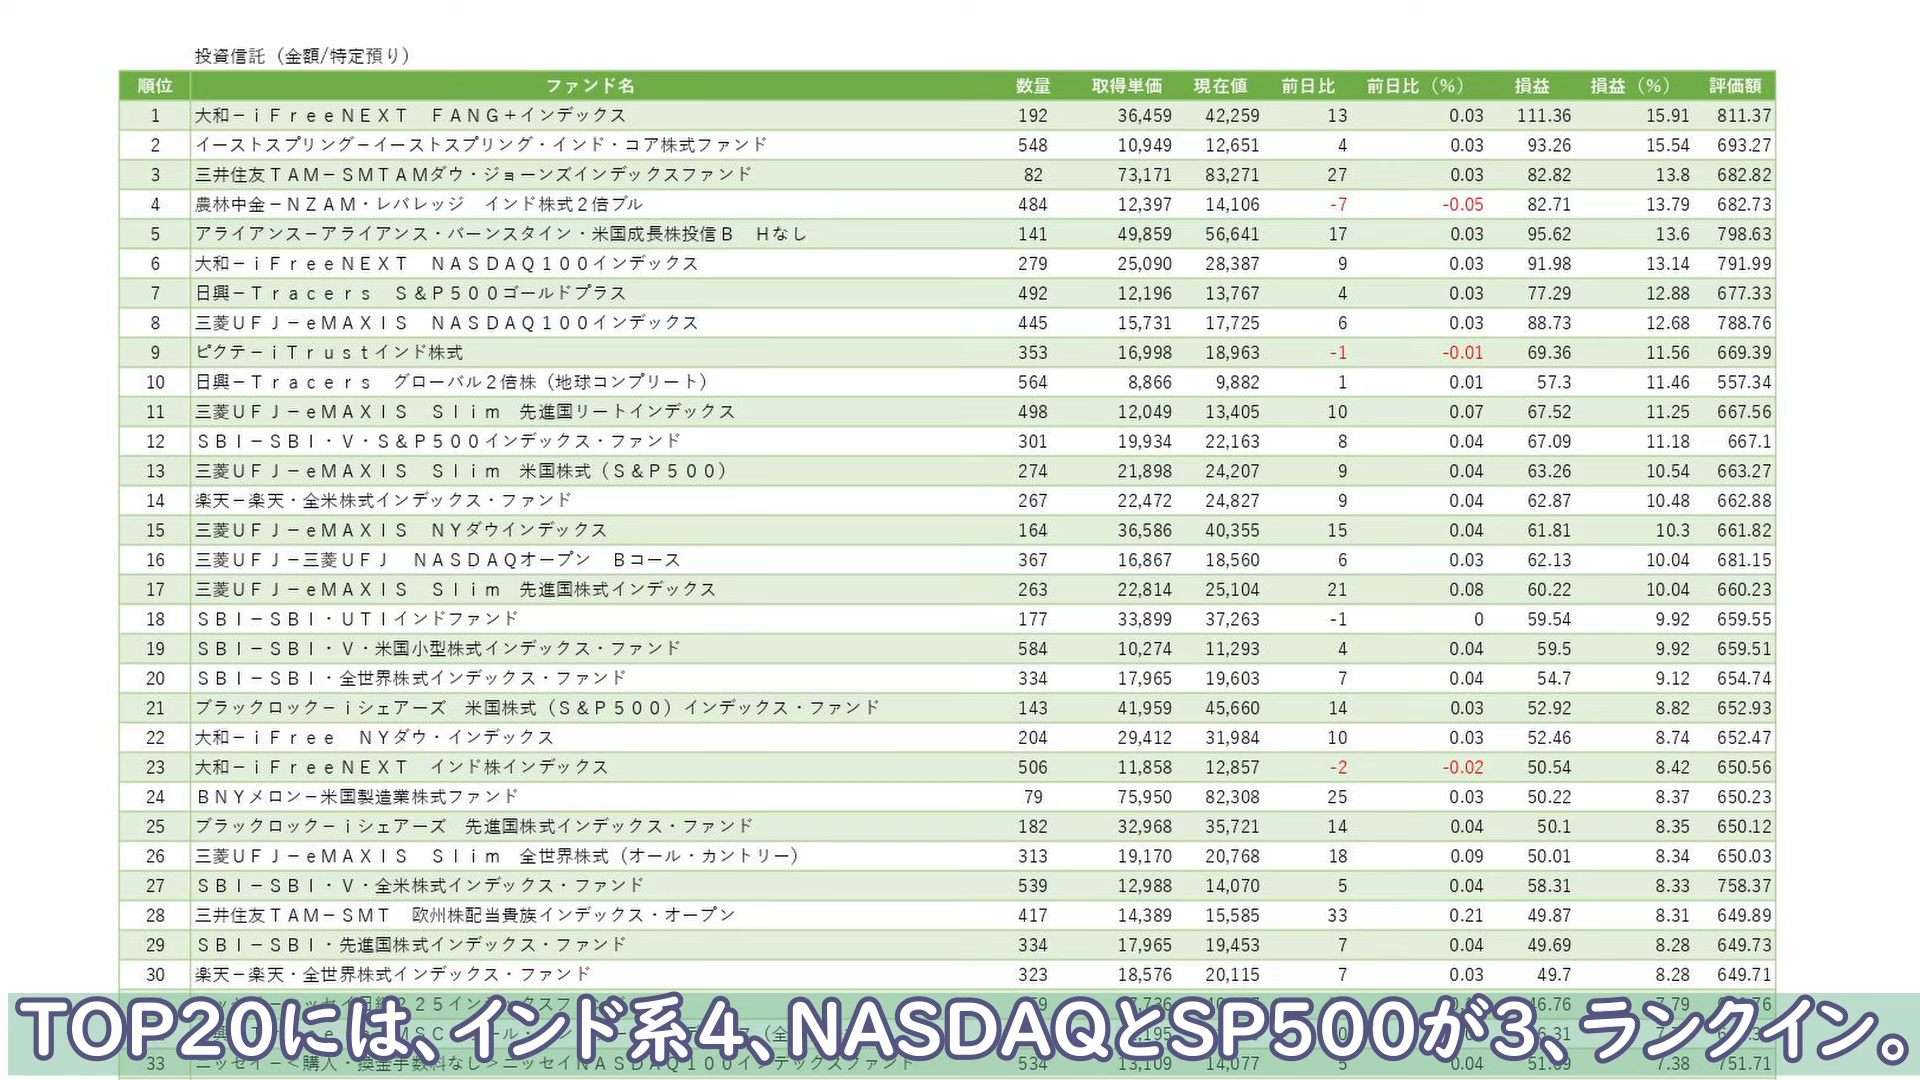 投資信託（金額/特定預り）
順位 ファンド名 数量 取得単価 現在値 前日比 前日比（%） 損益 損益（%） 評価額
1 大和－ｉＦｒｅｅＮＥＸＴ　ＦＡＮＧ＋インデックス 192 36,459 42,259 13 0.03 111.36 15.91 811.37
2 イーストスプリング－イーストスプリング・インド・コア株式ファンド 548 10,949 12,651 4 0.03 93.26 15.54 693.27
3 三井住友ＴＡＭ－ＳＭＴＡＭダウ・ジョーンズインデックスファンド 82 73,171 83,271 27 0.03 82.82 13.8 682.82
4 農林中金－ＮＺＡＭ・レバレッジ　インド株式２倍ブル 484 12,397 14,106 -7 -0.05 82.71 13.79 682.73
5 アライアンス－アライアンス・バーンスタイン・米国成長株投信Ｂ　Ｈなし 141 49,859 56,641 17 0.03 95.62 13.6 798.63
6 大和－ｉＦｒｅｅＮＥＸＴ　ＮＡＳＤＡＱ１００インデックス 279 25,090 28,387 9 0.03 91.98 13.14 791.99
7 日興－Ｔｒａｃｅｒｓ　Ｓ＆Ｐ５００ゴールドプラス 492 12,196 13,767 4 0.03 77.29 12.88 677.33
8 三菱ＵＦＪ－ｅＭＡＸＩＳ　ＮＡＳＤＡＱ１００インデックス 445 15,731 17,725 6 0.03 88.73 12.68 788.76
9 ピクテ－ｉＴｒｕｓｔインド株式 353 16,998 18,963 -1 -0.01 69.36 11.56 669.39
10 日興－Ｔｒａｃｅｒｓ　グローバル２倍株（地球コンプリート） 564 8,866 9,882 1 0.01 57.3 11.46 557.34
11 三菱ＵＦＪ－ｅＭＡＸＩＳ　Ｓｌｉｍ　先進国リートインデックス 498 12,049 13,405 10 0.07 67.52 11.25 667.56
12 ＳＢＩ－ＳＢＩ・Ｖ・Ｓ＆Ｐ５００インデックス・ファンド 301 19,934 22,163 8 0.04 67.09 11.18 667.1
13 三菱ＵＦＪ－ｅＭＡＸＩＳ　Ｓｌｉｍ　米国株式（Ｓ＆Ｐ５００） 274 21,898 24,207 9 0.04 63.26 10.54 663.27
14 楽天－楽天・全米株式インデックス・ファンド 267 22,472 24,827 9 0.04 62.87 10.48 662.88
15 三菱ＵＦＪ－ｅＭＡＸＩＳ　ＮＹダウインデックス 164 36,586 40,355 15 0.04 61.81 10.3 661.82
16 三菱ＵＦＪ－三菱ＵＦＪ　ＮＡＳＤＡＱオープン　Ｂコース 367 16,867 18,560 6 0.03 62.13 10.04 681.15
17 三菱ＵＦＪ－ｅＭＡＸＩＳ　Ｓｌｉｍ　先進国株式インデックス 263 22,814 25,104 21 0.08 60.22 10.04 660.23
18 ＳＢＩ－ＳＢＩ・ＵＴＩインドファンド 177 33,899 37,263 -1 0 59.54 9.92 659.55
19 ＳＢＩ－ＳＢＩ・Ｖ・米国小型株式インデックス・ファンド 584 10,274 11,293 4 0.04 59.5 9.92 659.51
20 ＳＢＩ－ＳＢＩ・全世界株式インデックス・ファンド 334 17,965 19,603 7 0.04 54.7 9.12 654.74
21 ブラックロック－ｉシェアーズ　米国株式（Ｓ＆Ｐ５００）インデックス・ファンド 143 41,959 45,660 14 0.03 52.92 8.82 652.93
22 大和－ｉＦｒｅｅ　ＮＹダウ・インデックス 204 29,412 31,984 10 0.03 52.46 8.74 652.47
23 大和－ｉＦｒｅｅＮＥＸＴ　インド株インデックス 506 11,858 12,857 -2 -0.02 50.54 8.42 650.56
24 ＢＮＹメロン－米国製造業株式ファンド 79 75,950 82,308 25 0.03 50.22 8.37 650.23
25 ブラックロック－ｉシェアーズ　先進国株式インデックス・ファンド 182 32,968 35,721 14 0.04 50.1 8.35 650.12
26 三菱ＵＦＪ－ｅＭＡＸＩＳ　Ｓｌｉｍ　全世界株式（オール・カントリー） 313 19,170 20,768 18 0.09 50.01 8.34 650.03
27 ＳＢＩ－ＳＢＩ・Ｖ・全米株式インデックス・ファンド 539 12,988 14,070 5 0.04 58.31 8.33 758.37
28 三井住友ＴＡＭ－ＳＭＴ　欧州株配当貴族インデックス・オープン 417 14,389 15,585 33 0.21 49.87 8.31 649.89
29 ＳＢＩ－ＳＢＩ・先進国株式インデックス・ファンド 334 17,965 19,453 7 0.04 49.69 8.28 649.73
30 楽天－楽天・全世界株式インデックス・ファンド 323 18,576 20,115 7 0.03 49.7 8.28 649.71
TOP20には、インド系4、NASDAQとSP500が3、ランクイン。
33 ニッセイ－＜購入・換金手数料なし＞ニッセイＮＡＳＤＡＱ１００インデックスファンド 534 13,109 14,077 5 0.04 7.38 751.71